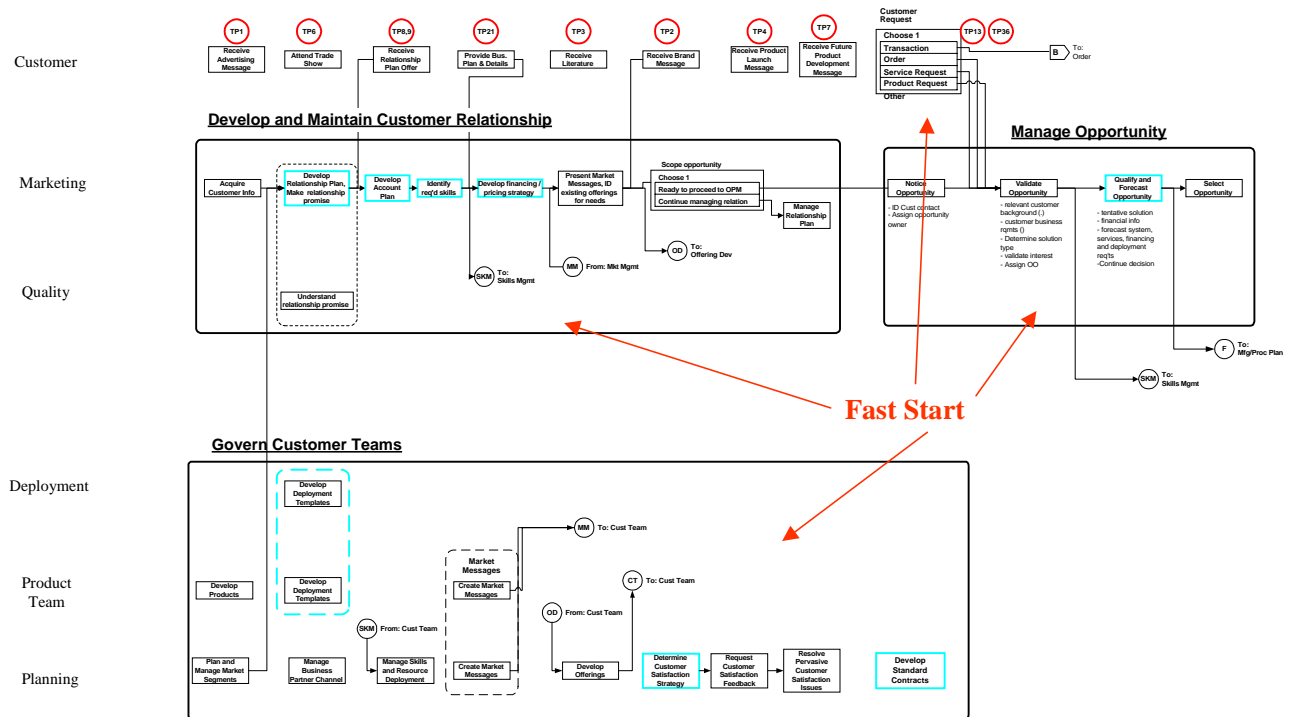 Customer
Request
TP1
TP6
TP8,9
TP21
TP3
TP2
TP4
TP7
TP13
TP36
Customer
Receive
Advertising
Message
Attend Trade
Show
Receive
Relationship
Plan Offer
Provide Bus.
Plan & Details
Receive
Literature
Receive Brand
Message
Receive Product
Launch
Message
Receive Future
Product
Development
Message
Choose 1
Transaction
Order
Service Request
Product Request
Other
B
To:
Order
Develop and Maintain Customer Relationship
Manage Opportunity
Marketing
Acquire
Customer Info
Develop
Relationship Plan,
Make relationship
promise
Develop
Account
Plan
Identify
req'd skills
Develop financing /
pricing strategy
Present Market
Messages, ID
existing offerings
for needs
Scope opportunity
Choose 1
Ready to proceed to OPM
Continue managing relation
Manage
Relationship
Plan
Notice
Opportunity
- ID Cust contact
- Assign opportunity
owner
Validate
Opportunity
- relevant customer
background (.)
- customer business
rqmts ()
- Determine solution
type
- validate interest
- Assign OO
Qualify and
Forecast
Opportunity
- tentative solution
- financial info
- forecast system,
services, financing
and deployment
req'ts
-Continue decision
Select
Opportunity
OD
To:
Offering Dev
SKM
To:
Skills Mgmt
MM
From: Mkt Mgmt
Quality
Understand
relationship promise
F
To:
Mfg/Proc Plan
SKM
To:
Skills Mgmt
Fast Start
Govern Customer Teams
Deployment
Develop
Deployment
Templates
MM
To: Cust Team
Product
Team
Develop
Products
Develop
Deployment
Templates
Market
Messages
Create Market
Messages
CT
To: Cust Team
OD
From: Cust Team
SKM
From: Cust Team
Planning
Plan and
Manage Market
Segments
Manage
Business
Partner Channel
Manage Skills
and Resource
Deployment
Create Market
Messages
Develop
Offerings
Determine
Customer
Satisfaction
Strategy
Request
Customer
Satisfaction
Feedback
Resolve
Pervasive
Customer
Satisfaction
Issues
Develop
Standard
Contracts